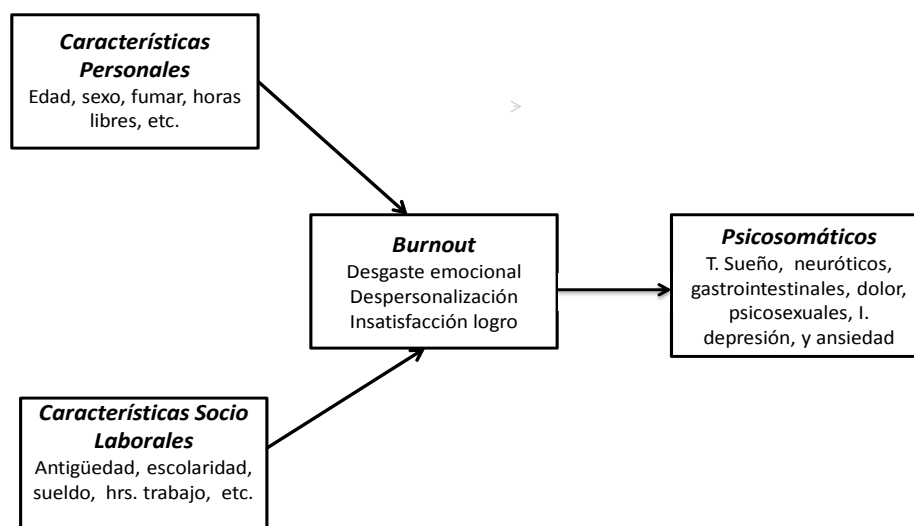 Características
Personales
Edad, sexo, fumar, horas
libres, etc.
Burnout
Desgaste emocional
Despersonalización
Insatisfacción logro
Psicosomáticos
T. Sueño, neuróticos,
gastrointestinales, dolor,
psicosexuales, I.
depresión, y ansiedad
Características Socio
Laborales
Antigüedad, escolaridad,
sueldo, hrs. trabajo, etc.